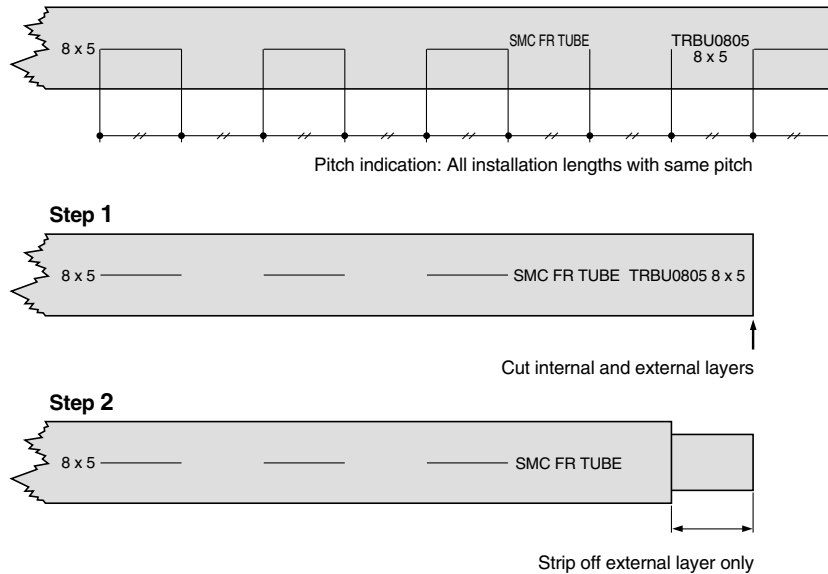 8 x 5 SMC FR TUBE TRBU0805
8 x 5
Pitch indication: All installation lengths with same pitch
Step 1
8 x 5 SMC FR TUBE TRBU0805 8 x 5
Cut internal and external layers
Step 2
8 x 5 SMC FR TUBE
Strip off external layer only